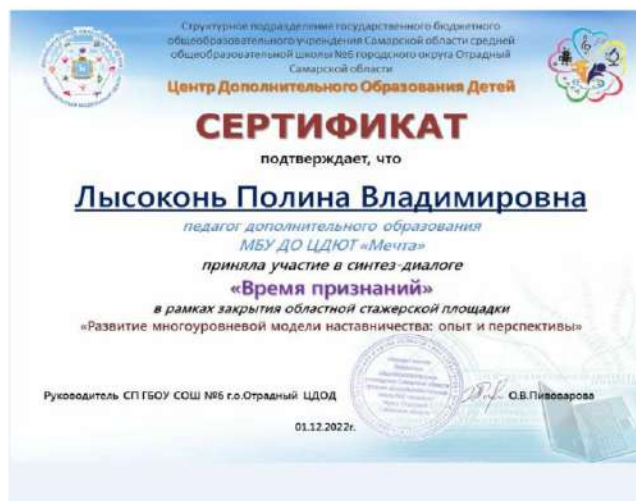 Структурное подразделение государственного бюджетного
общеобразовательного учреждения Самарской области средней
общеобразовательной школы №6 городского округа Отрадный
Самарской области
Центр Дополнительного Образования Детей
СЕРТИФИКАТ
подтверждает, что
Лысоконь Полина Владимировна
педагог дополнительного образования
МБУ ДО ЦДЮТ «Мечта»
приняла участие в синтез-диалоге
«Время признаний»
в рамках закрытия областной стажерской площадки
«Развитие многоуровневой модели наставничества: опыт и перспективы»
Руководитель СП ГБОУ СОШ №6 г.о.Отрадный ЦДОД
О.В.Пивоварова
01.12.2022г.